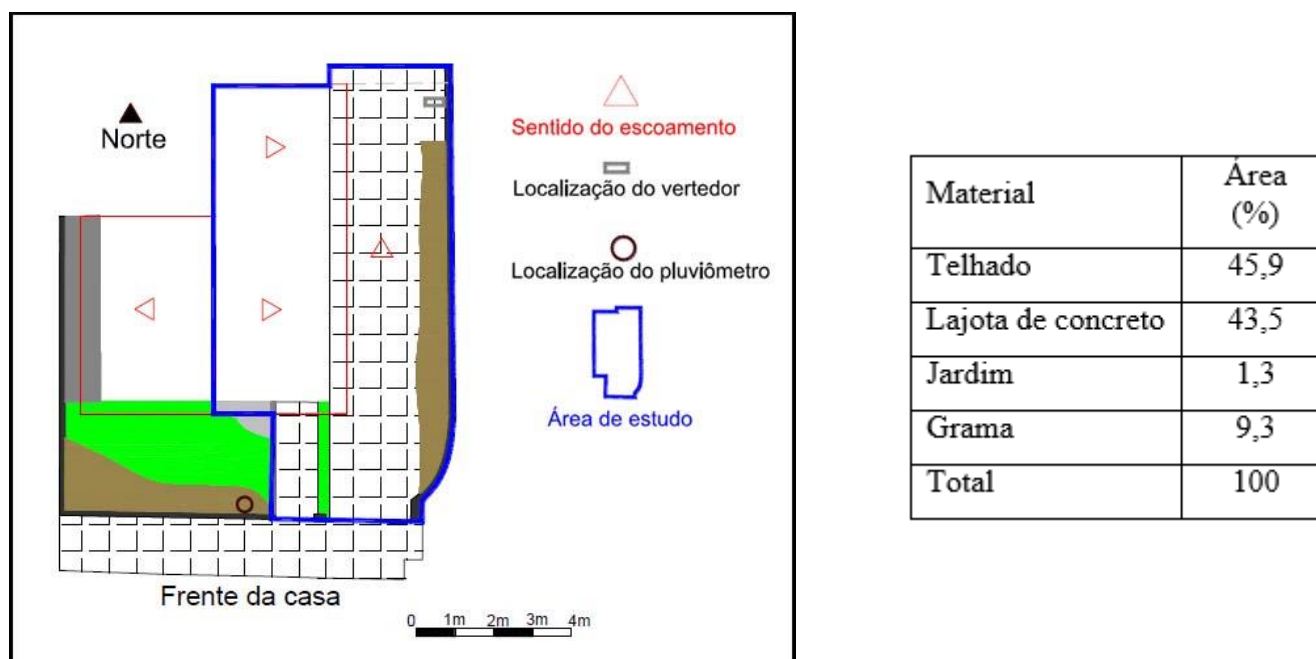 Norte
Sentido do escoamento
Localização do vertedor
Localização do pluviômetro
Área de estudo
Frente da casa
0 1m 2m 3m 4m
Material Área
(%)
Telhado 45,9
Lajota de concreto 43,5
Jardim 1,3
Grama 9,3
Total 100